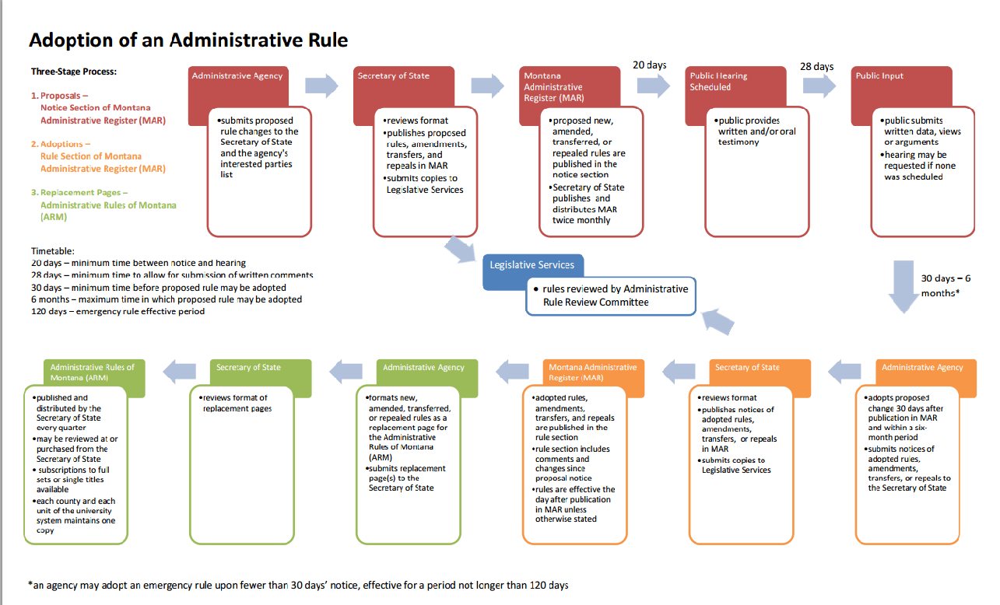 Adoption of an Administrative Rule
Three-Stage Process:
1. Proposals –
Notice Section of Montana
Administrative Register (MAR)
2. Adoptions –
Rule Section of Montana
Administrative Register (MAR)
3. Replacement Pages –
Administrative Rules of Montana
(ARM)
Timetable:
20 days – minimum time between notice and hearing
28 days – minimum time to allow for submission of written comments
30 days – minimum time before proposed rule may be adopted
6 months – maximum time in which proposed rule may be adopted
120 days – emergency rule effective period
Administrative Agency
•submits proposed
rule changes to the
Secretary of State
and the agency's
interested parties
list
Secretary of State
•reviews format
•publishes proposed
rules, amendments,
transfers, and
repeals in MAR
•submits copies to
Legislative Services
Montana
Administrative
Register (MAR)
•proposed new,
amended,
transferred, or
repealed rules are
published in the
notice section
•Secretary of State
publishes and
distributes MAR
twice monthly
20 days
Public Hearing
Scheduled
•public provides
written and/or oral
testimony
28 days
Public Input
•public submits
written data, views
or arguments
•hearing may be
requested if none
was scheduled
Legislative Services
• rules reviewed by Administrative
Rule Review Committee
30 days – 6
months*
Administrative Agency
•adopts proposed
change 30 days after
publication in MAR
and within a six-
month period
•submits notices of
adopted rules,
amendments,
transfers, or repeals to
the Secretary of State
Secretary of State
•reviews format
•publishes notices of
adopted rules,
amendments,
transfers, or repeals
in MAR
•submits copies to
Legislative Services
Montana Administrative
Register (MAR)
•adopted rules,
amendments,
transfers, and repeals
are published in the
rule section
•rule section includes
comments and
changes since
proposal notice
•rules are effective the
day after publication
in MAR unless
otherwise stated
Administrative Agency
•formats new,
amended, transferred,
or repealed rules as a
replacement page for
the Administrative
Rules of Montana
(ARM)
•submits replacement
page(s) to the
Secretary of State
Secretary of State
•reviews format of
replacement pages
Administrative Rules of
Montana (ARM)
•published and
distributed by the
Secretary of State
every quarter
•may be reviewed at or
purchased from the
Secretary of State
• subscriptions to full
sets or single titles
available
•each county and each
unit of the university
system maintains one
copy
*an agency may adopt an emergency rule upon fewer than 30 days' notice, effective for a period not longer than 120 days